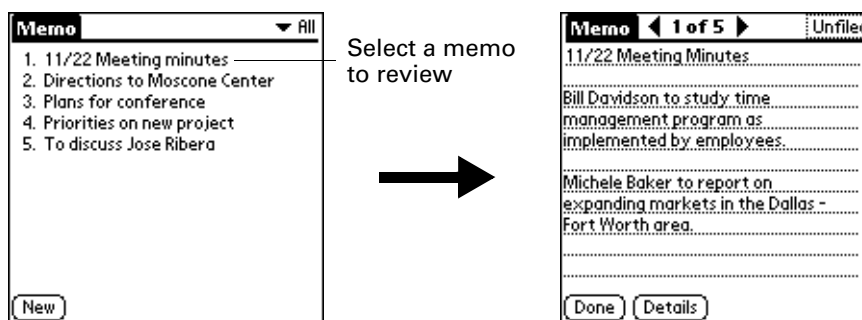 Memo All
1. 11/22 Meeting minutes
2. Directions to Moscone Center
3. Plans for conference
4. Priorities on new project
5. To discuss Jose Ribera
New
Select a memo
to review
Memo 1 of 5 Unfiled
11/22 Meeting Minutes
Bill Davidson to study time
management program as
implemented by employees.
Michele Baker to report on
expanding markets in the Dallas -
Fort Worth area.
Done Details